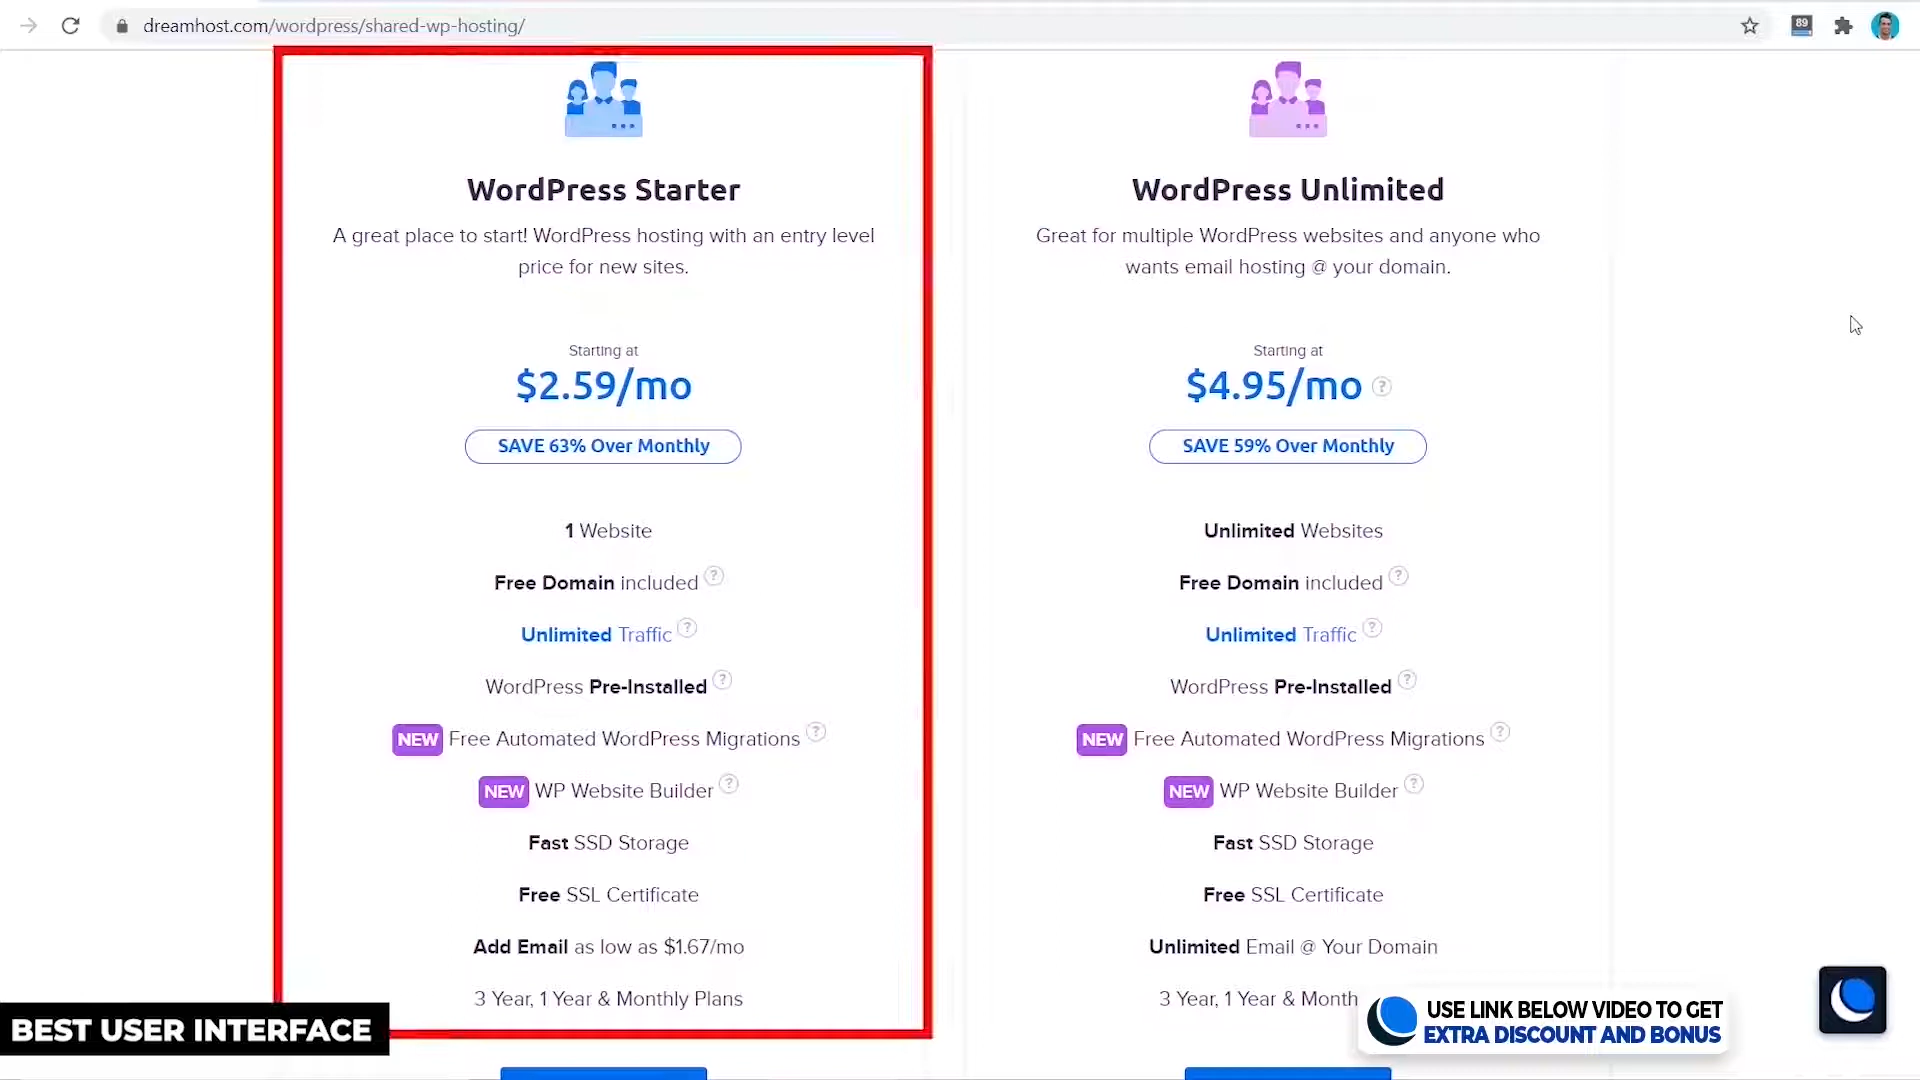 dreamhost.com/wordpress/shared-wp-hosting/
89
WordPress Starter
A great place to start! WordPress hosting with an entry level
price for new sites.
Starting at
$2.59/mo
SAVE 63% Over Monthly
1 Website
Free Domain included ?
Unlimited Traffic ?
WordPress Pre-Installed ?
NEW Free Automated WordPress Migrations ?
NEW WP Website Builder ?
Fast SSD Storage
Free SSL Certificate
Add Email as low as $1.67/mo
3 Year, 1 Year & Monthly Plans
WordPress Unlimited
Great for multiple WordPress websites and anyone who
wants email hosting @ your domain.
Starting at
$4.95/mo ?
SAVE 59% Over Monthly
Unlimited Websites
Free Domain included ?
Unlimited Traffic ?
WordPress Pre-Installed ?
NEW Free Automated WordPress Migrations ?
NEW WP Website Builder ?
Fast SSD Storage
Free SSL Certificate
Unlimited Email @ Your Domain
3 Year, 1 Year & Month
BEST USER INTERFACE
USE LINK BELOW VIDEO TO GET
EXTRA DISCOUNT AND BONUS